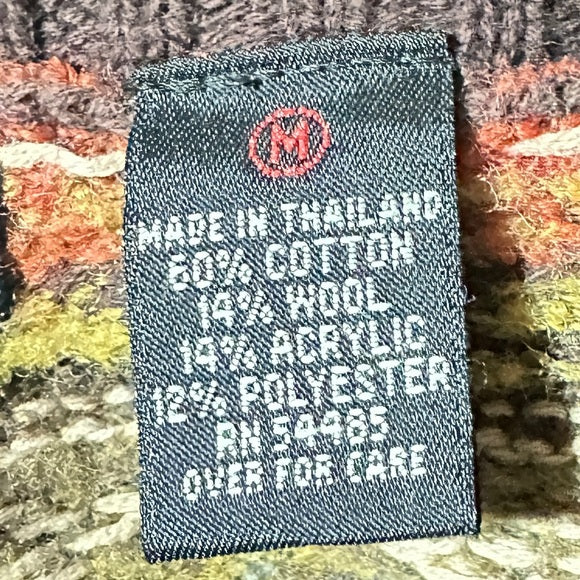 M
MADE IN THAILAND
60% COTTON
14% WOOL
14% ACRYLIC
12% POLYESTER
RN 54485
OVER FOR CARE